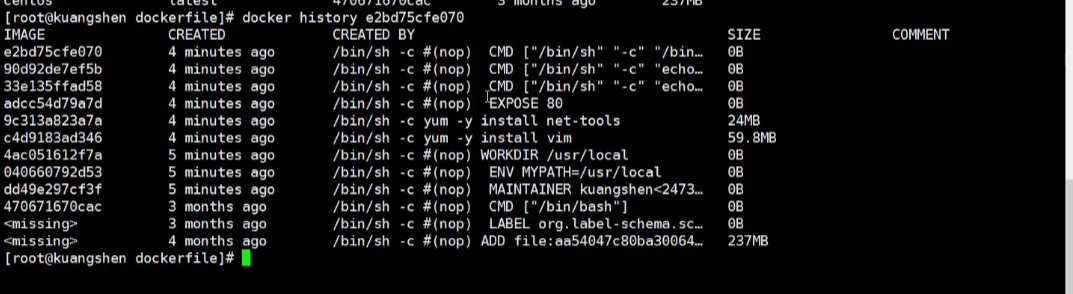 centos latest 470671670cac 3 months ago 237MB
[root@kuangshen dockerfile]# docker history e2bd75cfe070
IMAGE CREATED CREATED BY SIZE COMMENT
e2bd75cfe070 4 minutes ago /bin/sh -c #(nop) CMD ["/bin/sh" "-c" "/bin… 0B
90d92de7ef5b 4 minutes ago /bin/sh -c #(nop) CMD ["/bin/sh" "-c" "echo… 0B
33e135ffad58 4 minutes ago /bin/sh -c #(nop) CMD ["/bin/sh" "-c" "echo… 0B
adcc54d79a7d 4 minutes ago /bin/sh -c #(nop) EXPOSE 80 0B
9c313a823a7a 4 minutes ago /bin/sh -c yum -y install net-tools 24MB
c4d9183ad346 4 minutes ago /bin/sh -c yum -y install vim 59.8MB
4ac051612f7a 5 minutes ago /bin/sh -c #(nop) WORKDIR /usr/local 0B
040660792d53 5 minutes ago /bin/sh -c #(nop) ENV MYPATH=/usr/local 0B
dd49e297cf3f 5 minutes ago /bin/sh -c #(nop) MAINTAINER kuangshen<2473… 0B
470671670cac 3 months ago /bin/sh -c #(nop) CMD ["/bin/bash"] 0B
<missing> 3 months ago /bin/sh -c #(nop) LABEL org.label-schema.sc… 0B
<missing> 4 months ago /bin/sh -c #(nop) ADD file:aa54047c80ba30064… 237MB
[root@kuangshen dockerfile]#